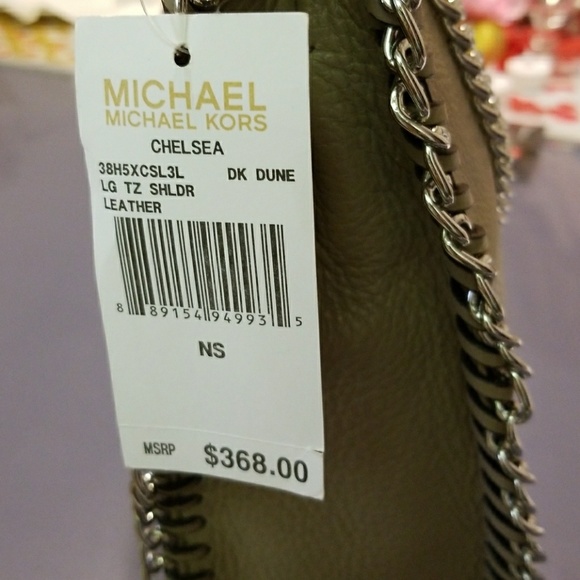 MICHAEL
MICHAEL KORS
CHELSEA
38H5XCSL3L DK DUNE
LG TZ SHLDR
LEATHER
8 89154 94993 5
NS
MSRP $368.00